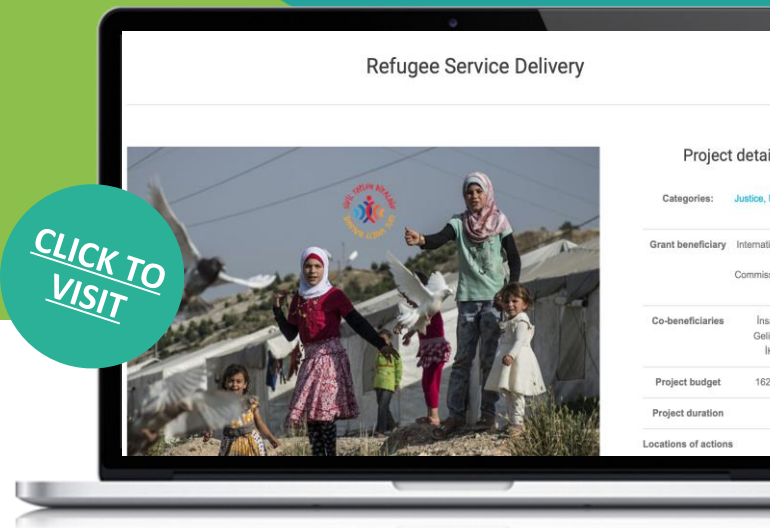 Refugee Service Delivery
CLICK TO
VISIT
Project detai
Categories: Justice,
Grant beneficiary Internati
Commis
Co-beneficiaries İns
Geli
Project budget 162
Project duration
Locations of actions